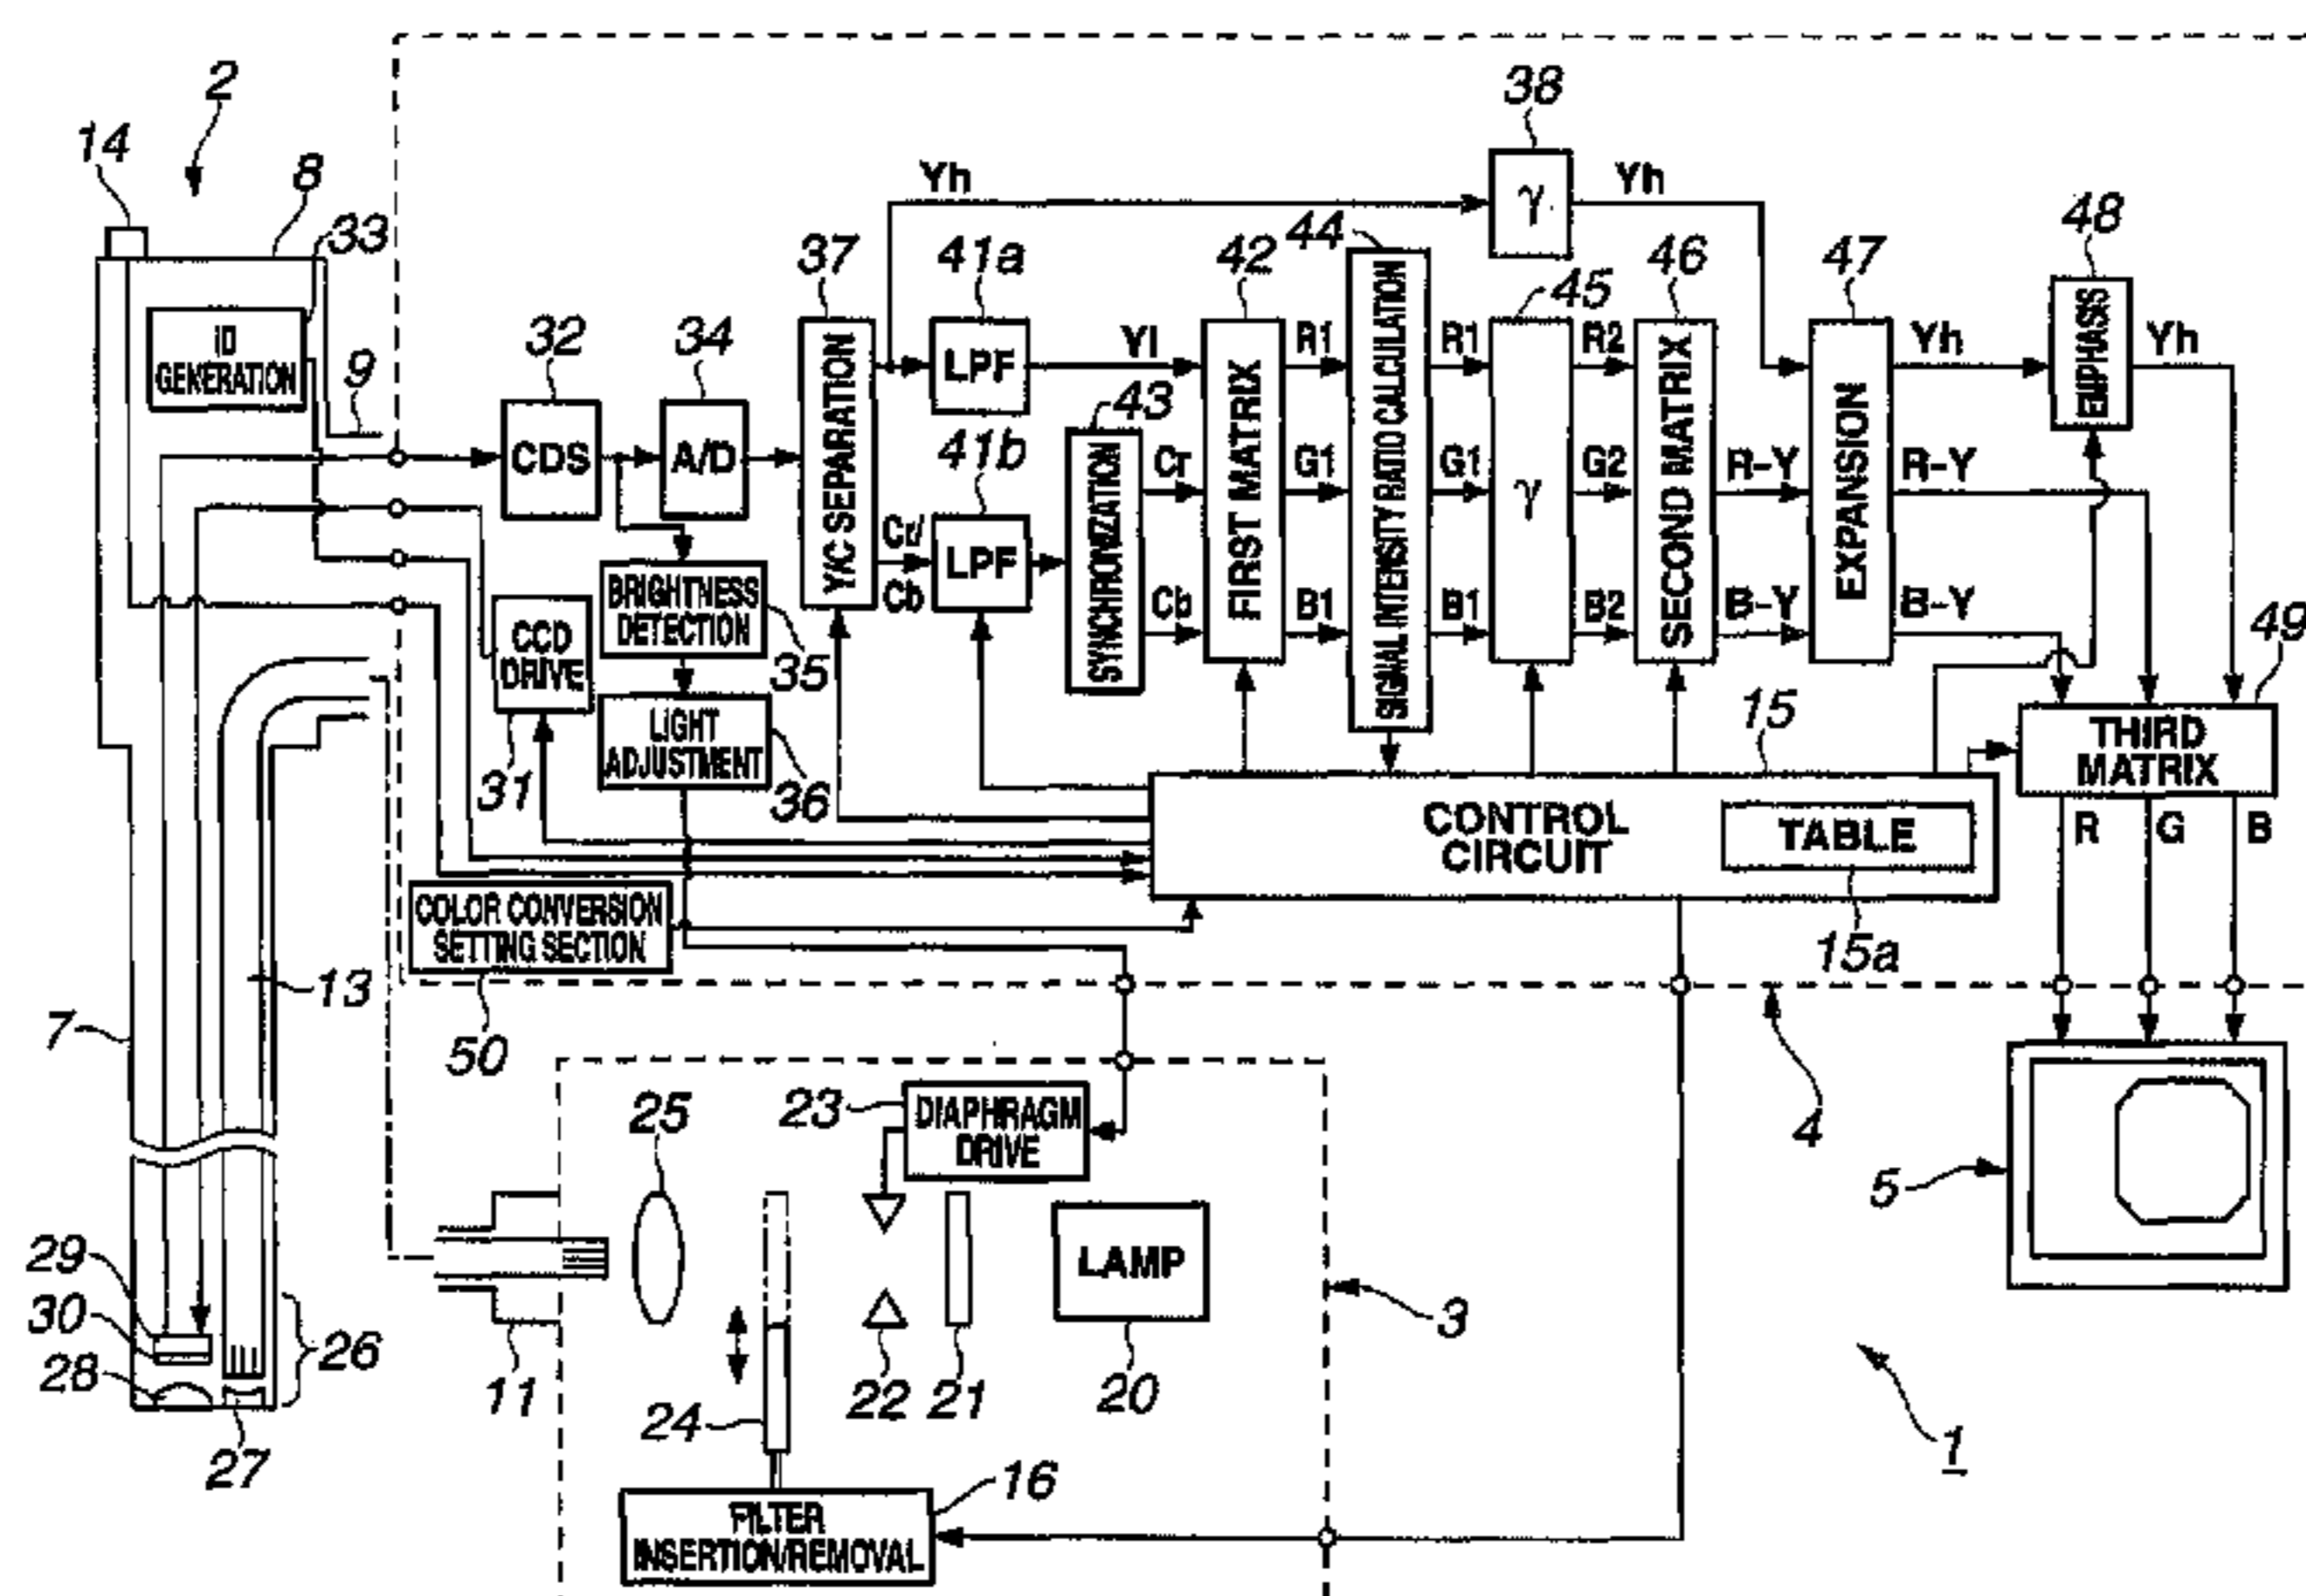 38
2
14
8
Yh
γ
Yh
48
33
37
41a
42
44
45
46
47
ID
GENERATION
9
32
34
CDS
A/D
Y/C SEPARATION
LPF
Yl
43
FIRST MATRIX
R1
SIGNAL INTENSITY RATIO CALCULATION
R1
γ
R2
SECOND MATRIX
EXPANSION
Yh
EMPHASS
Yh
41b
SYNCHRONIZATION
Cr
G1
G1
G2
R-Y
R-Y
Cr/
Cb
LPF
Cb
B1
B1
B2
B-Y
B-Y
BRIGHTNESS
DETECTION
35
CCD
DRIVE
31
LIGHT
ADJUSTMENT
36
15
49
THIRD
MATRIX
CONTROL
CIRCUIT
TABLE
15a
R
G
B
COLOR CONVERSION
SETTING SECTION
50
13
7
4
5
23
DIAPHRAGM
DRIVE
25
LAMP
29
30
28
26
27
11
24
22
21
20
3
1
16
FILTER
INSERTION/REMOVAL